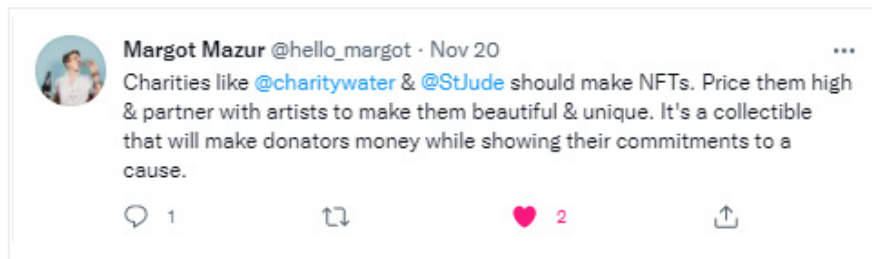 Margot Mazur @hello_margot · Nov 20
Charities like @charitywater & @StJude should make NFTs. Price them high
& partner with artists to make them beautiful & unique. It's a collectible
that will make donators money while showing their commitments to a
cause.
1 2